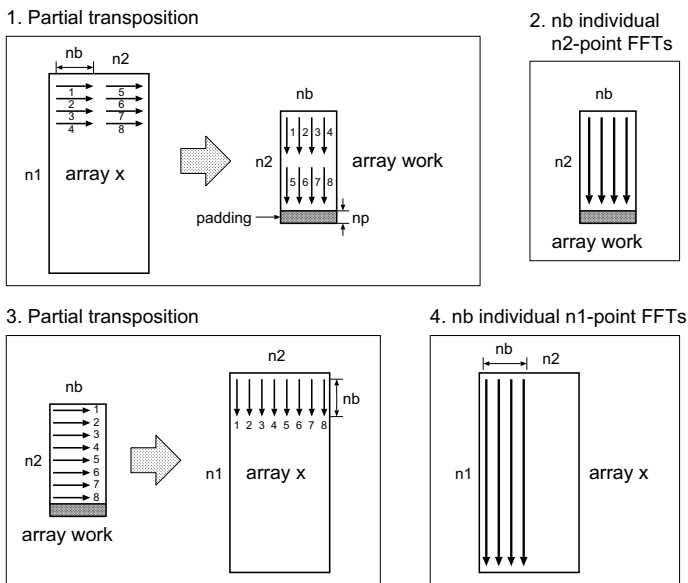 1. Partial transposition
nb
n2
1 5
2 6
3 7
4 8
n1
array x
nb
1 2 3 4
n2
array work
5 6 7 8
padding
np
2. nb individual
n2-point FFTs
nb
n2
array work
3. Partial transposition
nb
1
2
3
4
n2
5
6
7
8
array work
n2
nb
1 2 3 4 5 6 7 8
n1
array x
4. nb individual n1-point FFTs
nb
n2
n1
array x